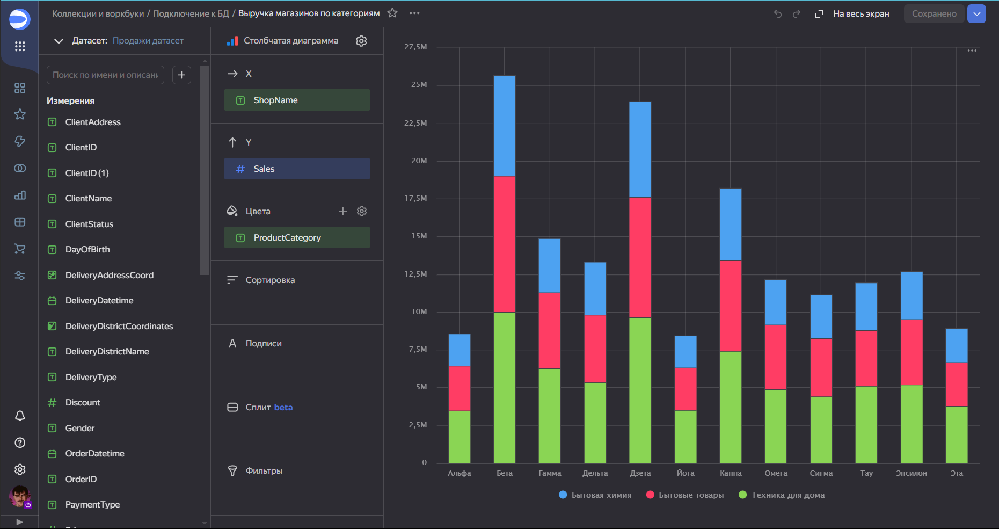 Коллекции и воркбуки / Подключение к БД / Выручка магазинов по категориям
На весь экран
Сохранено
Датасет: Продажи датасет
Поиск по имени и описани
Измерения
ClientAddress
ClientID
ClientID (1)
ClientName
ClientStatus
DayOfBirth
DeliveryAddressCoord
DeliveryDatetime
DeliveryDistrictCoordinates
DeliveryDistrictName
DeliveryType
Discount
Gender
OrderDatetime
OrderID
PaymentType
Столбчатая диаграмма
X
ShopName
Y
Sales
Цвета
ProductCategory
Сортировка
Подписи
Сплит beta
Фильтры
27,5M
25M
22,5M
20M
17,5M
15M
12,5M
10M
7,5M
5M
2,5M
0
Альфа Бета Гамма Дельта Дзета Йота Каппа Омега Сигма Тау Эпсилон Эта
Бытовая химия Бытовые товары Техника для дома